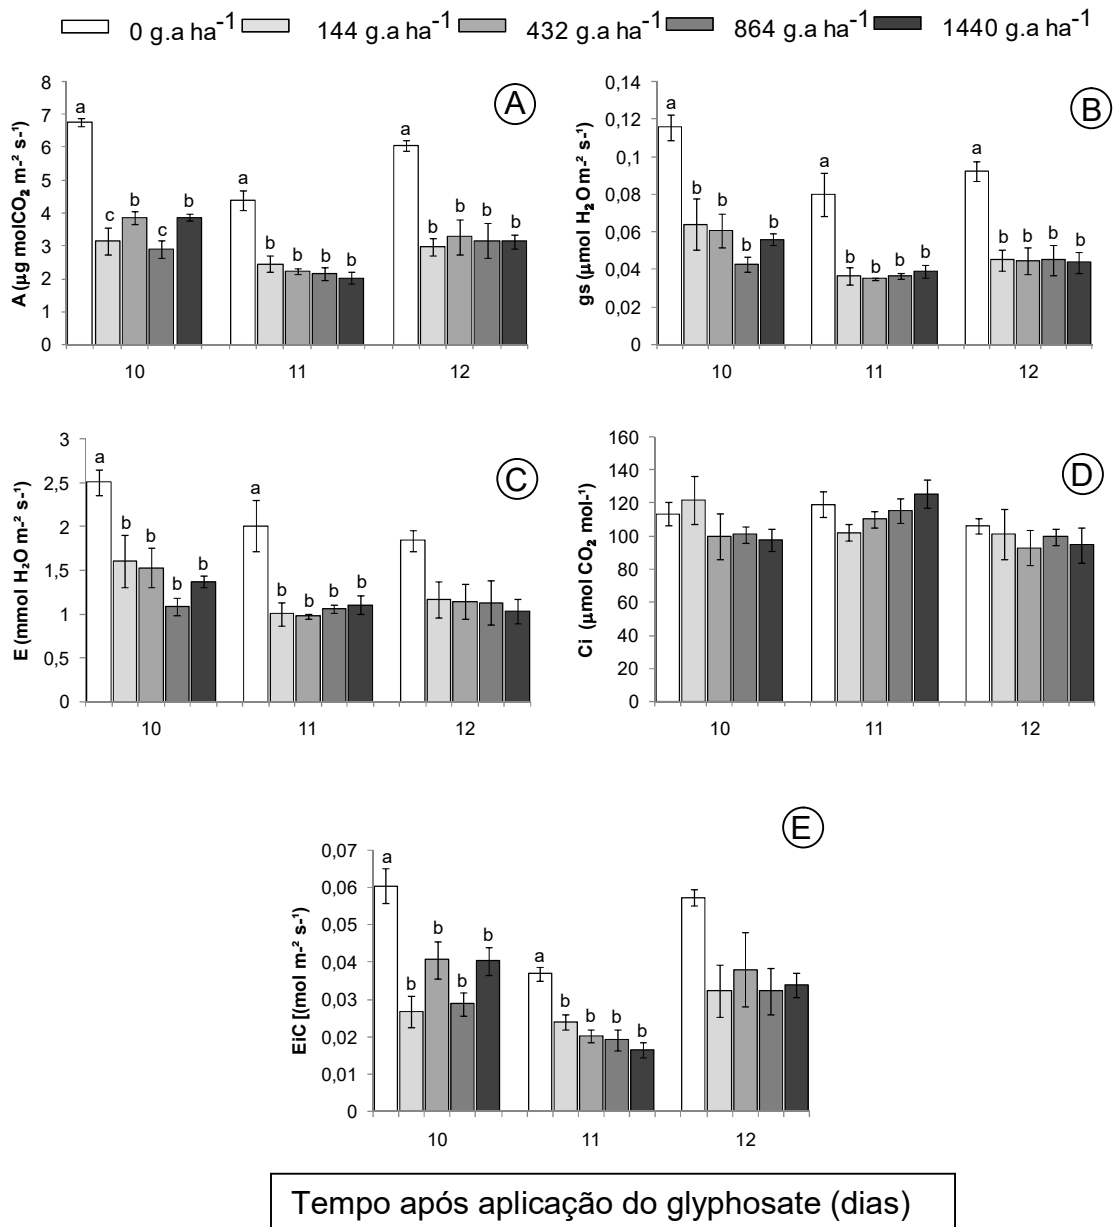 0 g.a ha⁻¹ 144 g.a ha⁻¹ 432 g.a ha⁻¹ 864 g.a ha⁻¹ 1440 g.a ha⁻¹
A
A (µg molCO₂ m-² s-¹)
8
7
6
5
4
3
2
1
0
a c b c b
a b b b b
a b b b b
10 11 12
B
gs (µmol H₂O m-² s-¹)
0,14
0,12
0,1
0,08
0,06
0,04
0,02
0
a b b b b
a b b b b
a b b b b
10 11 12
C
E (mmol H₂O m-² s-¹)
3
2,5
2
1,5
1
0,5
0
a b b b b
a b b b b
10 11 12
D
Ci (µmol CO₂ mol-¹)
160
140
120
100
80
60
40
20
0
10 11 12
E
EiC [(mol m-² s-¹)
0,07
0,06
0,05
0,04
0,03
0,02
0,01
0
a b b b b
a b b b b
10 11 12
Tempo após aplicação do glyphosate (dias)